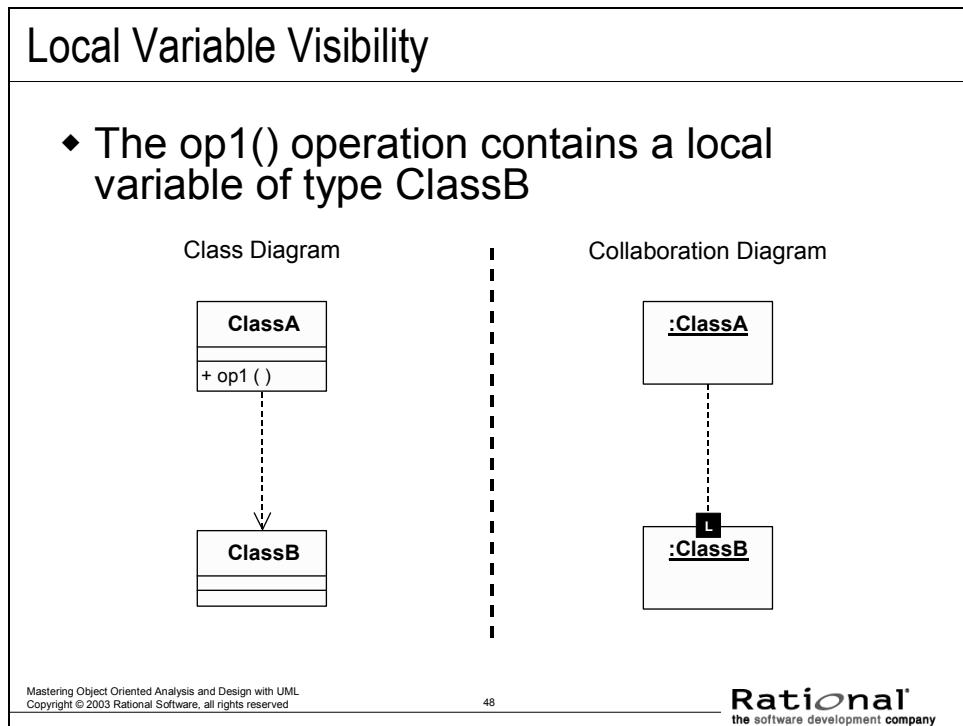 Local Variable Visibility
◆ The op1() operation contains a local
variable of type ClassB
Class Diagram
Collaboration Diagram
ClassA
+ op1 ( )
ClassB
:ClassA
L
:ClassB
Mastering Object Oriented Analysis and Design with UML
Copyright © 2003 Rational Software, all rights reserved
48
Rational
the software development company